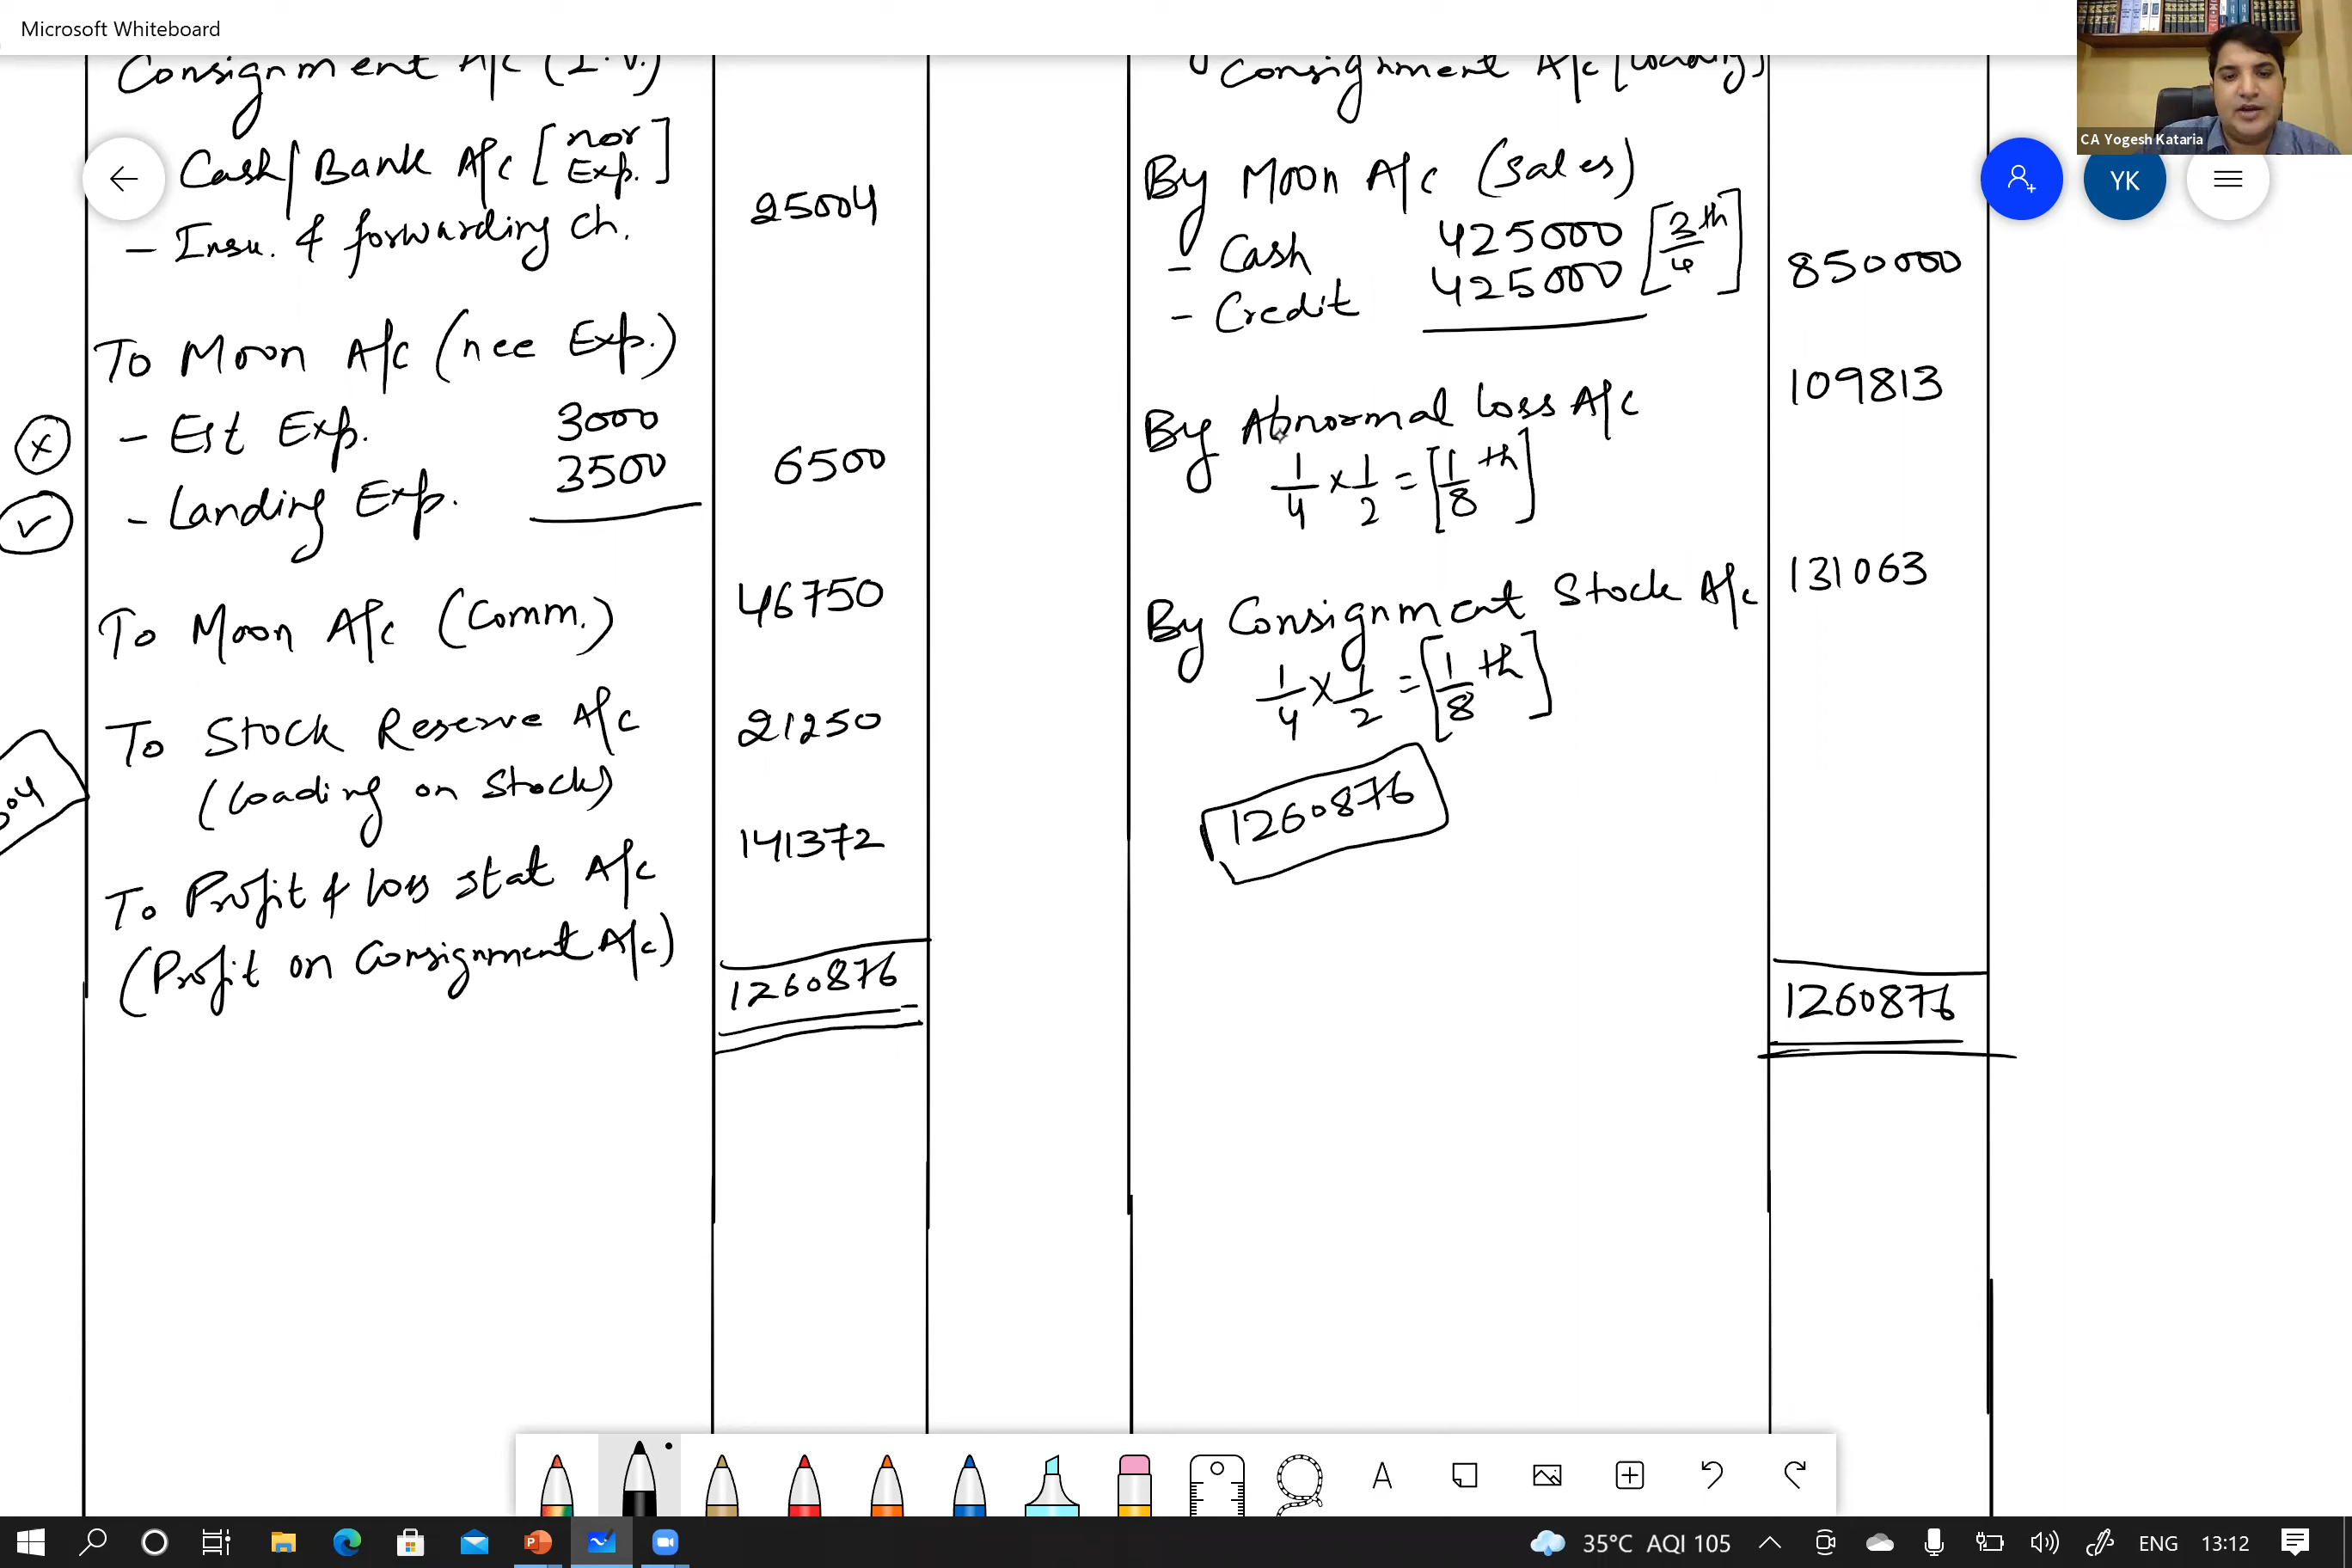 Microsoft Whiteboard
CA Yogesh Kataria
YK
Consignment A/c (I.V.)
Cash/Bank A/c [nor Exp.]
- Insu. & forwarding ch.
25004
To Moon A/c (nee Exp.)
x - Est Exp. 3000
- Landing Exp. 3500
6500
To Moon A/c (Comm.)
46750
To Stock Reserve A/c
21250
(Loading on Stock)
To Profit & loss stat A/c
141372
(Profit on Consignment A/c)
1260876
Consignment A/c [Loading]
By Moon A/c (Sales)
- Cash 425000
- Credit 425000
850000
By Abnormal Loss A/c
109813
1/4 x 1/2 = [1/8 th]
By Consignment Stock A/c
131063
1/4 x 1/2 = [1/8 th]
1260876
1260876
35°C AQI 105
ENG
13:12